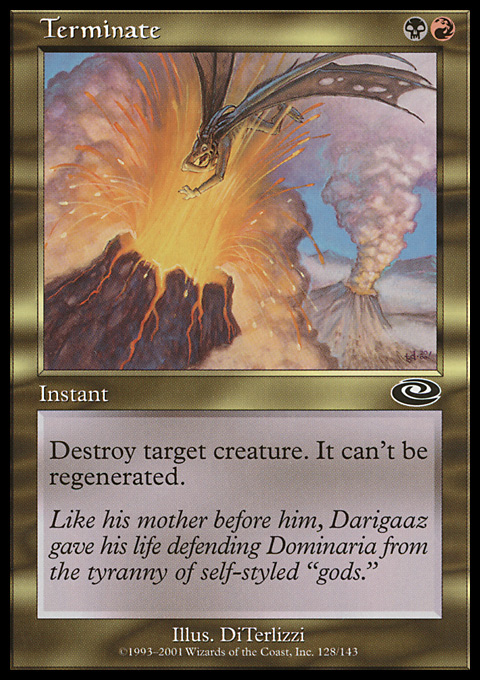 Terminate
Instant
Destroy target creature. It can't be
regenerated.
Like his mother before him, Darigaaz
gave his life defending Dominaria from
the tyranny of self-styled “gods.”
Illus. DiTerlizzi
©1993–2001 Wizards of the Coast, Inc. 128/143